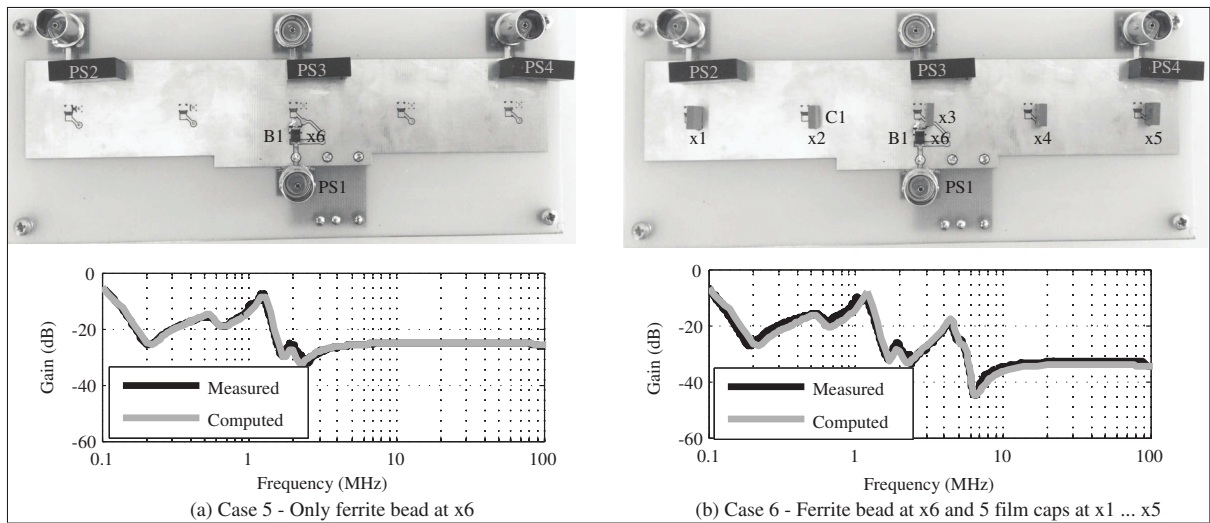 PS2
PS3
PS4
B1
x6
PS1
0
-20
-40
-60
Gain (dB)
Measured
Computed
0.1
1
10
100
Frequency (MHz)
(a) Case 5 - Only ferrite bead at x6
PS2
PS3
PS4
x1
x2
C1
x3
B1
x6
x4
x5
PS1
0
-20
-40
-60
Gain (dB)
Measured
Computed
0.1
1
10
100
Frequency (MHz)
(b) Case 6 - Ferrite bead at x6 and 5 film caps at x1 ... x5